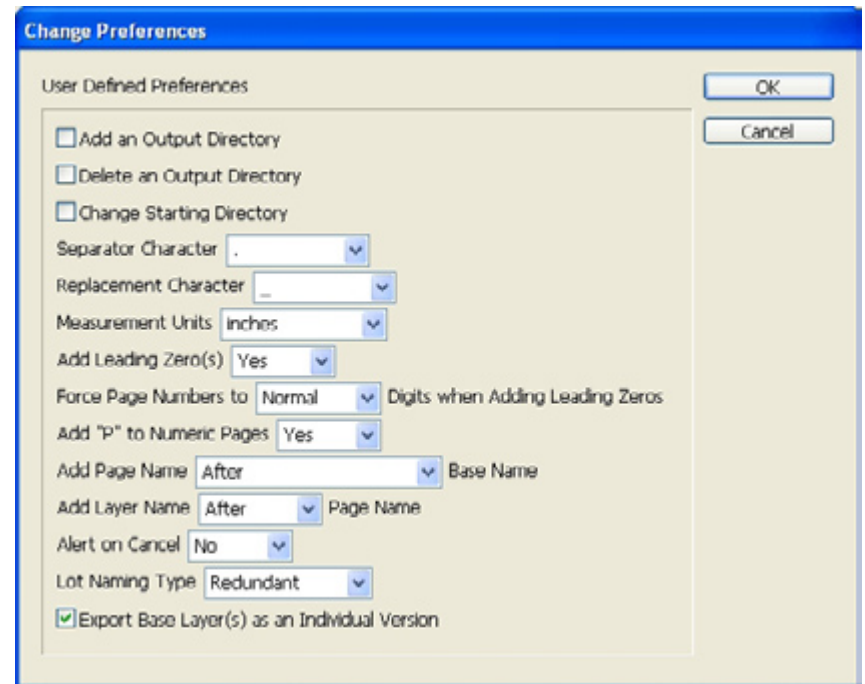 Change Preferences
User Defined Preferences
OK
Cancel
Add an Output Directory
Delete an Output Directory
Change Starting Directory
Separator Character .
Replacement Character _
Measurement Units inches
Add Leading Zero(s) Yes
Force Page Numbers to Normal Digits when Adding Leading Zeros
Add "P" to Numeric Pages Yes
Add Page Name After Base Name
Add Layer Name After Page Name
Alert on Cancel No
Lot Naming Type Redundant
Export Base Layer(s) as an Individual Version